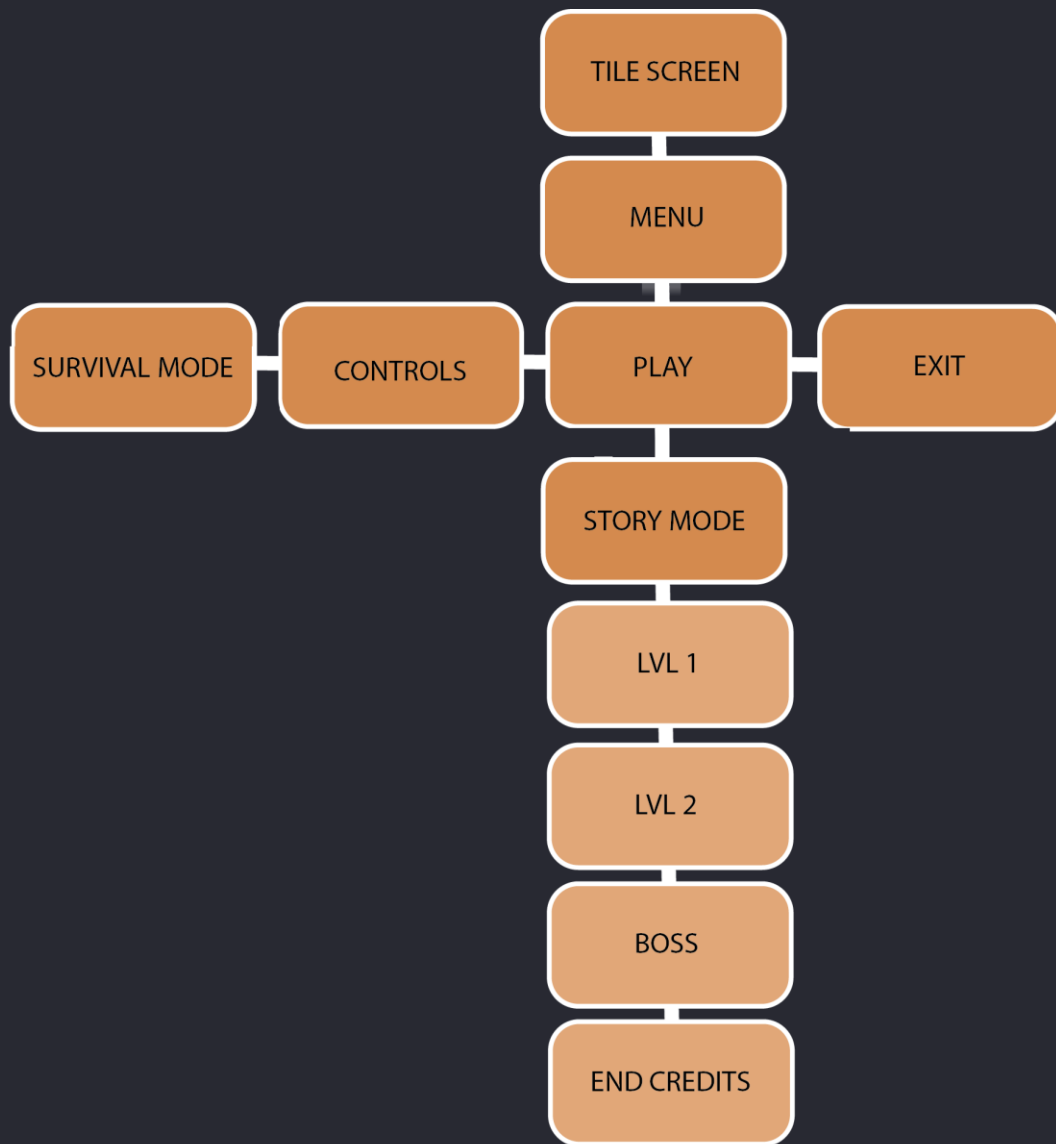 TILE SCREEN
MENU
SURVIVAL MODE
CONTROLS
PLAY
EXIT
STORY MODE
LVL 1
LVL 2
BOSS
END CREDITS